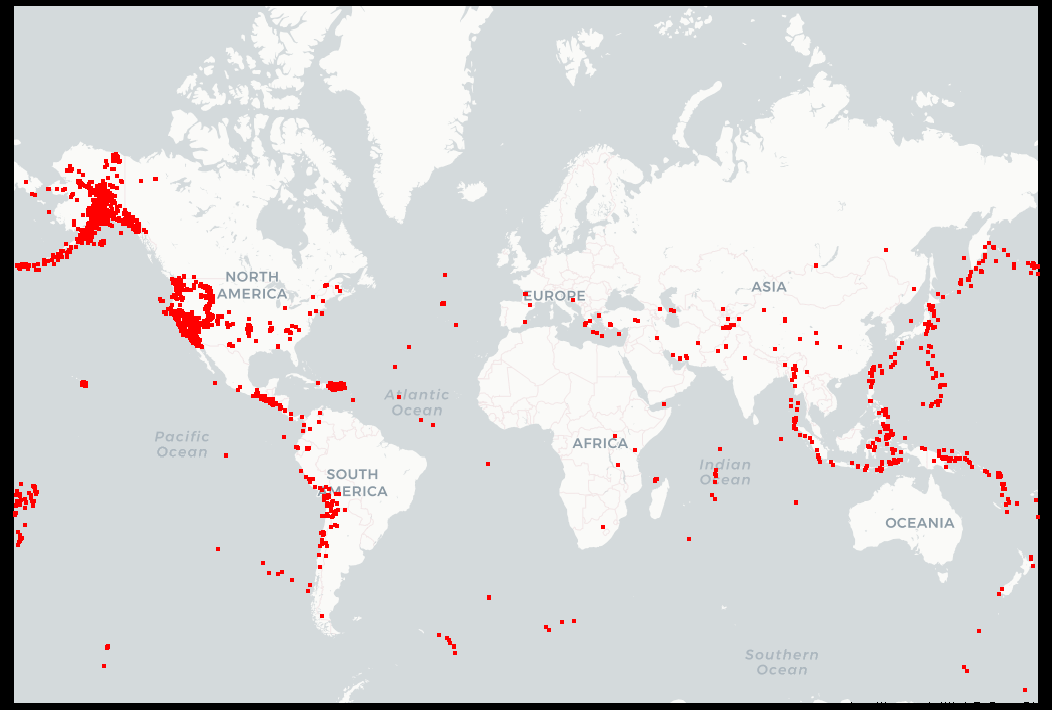 NORTH
AMERICA
EUROPE
ASIA
Atlantic
Ocean
Pacific
Ocean
AFRICA
SOUTH
AMERICA
Indian
Ocean
OCEANIA
Southern
Ocean